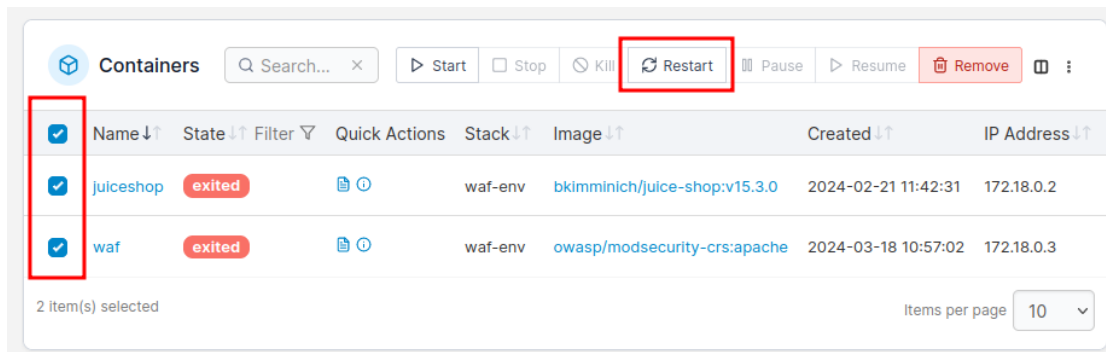 Containers Search... Start Stop Kill Restart Pause Resume Remove
Name State Filter Quick Actions Stack Image Created IP Address
juiceshop exited waf-env bkimminich/juice-shop:v15.3.0 2024-02-21 11:42:31 172.18.0.2
waf exited waf-env owasp/modsecurity-crs:apache 2024-03-18 10:57:02 172.18.0.3
2 item(s) selected
Items per page 10